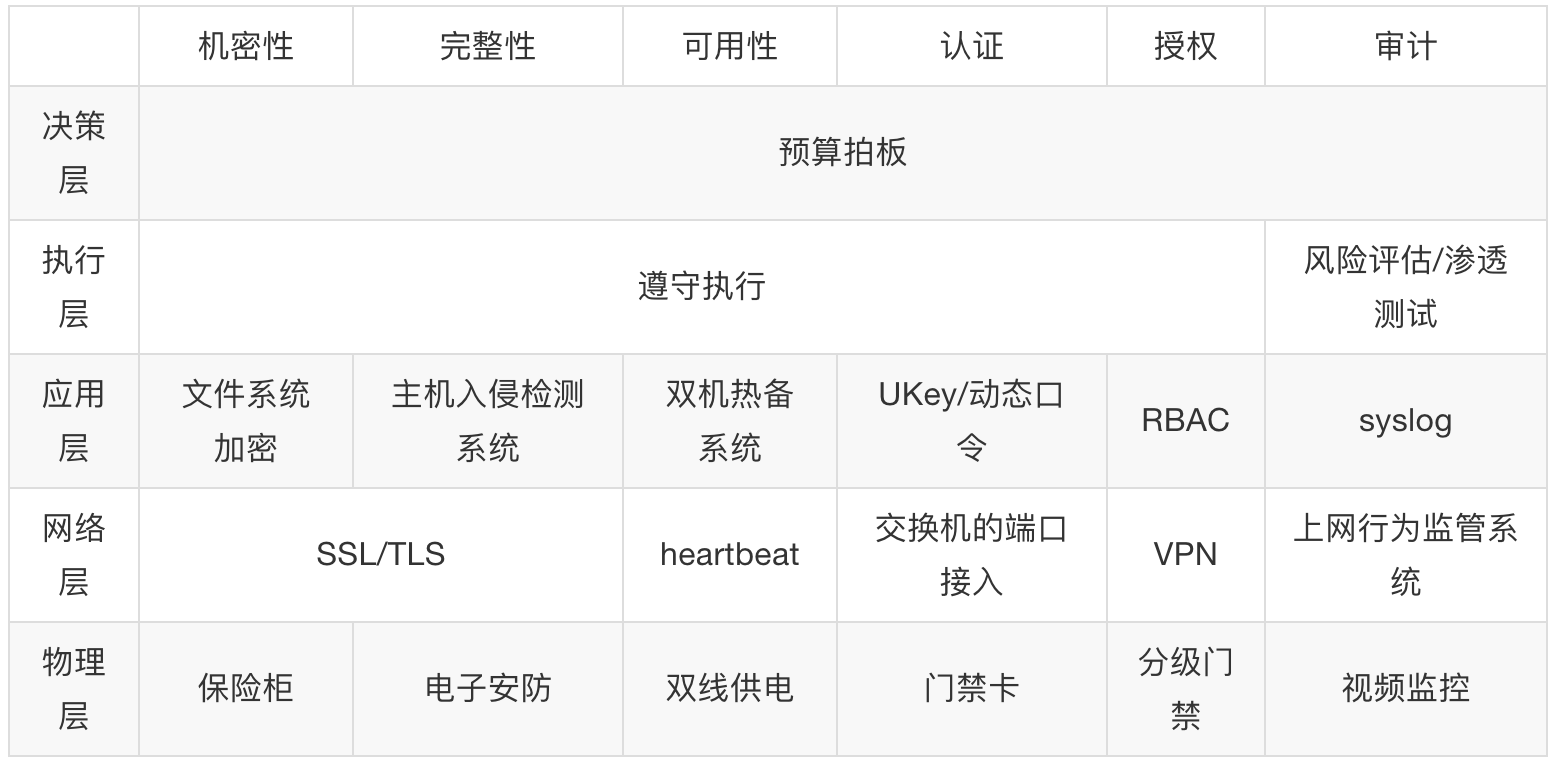 机密性 完整性 可用性 认证 授权 审计
决策
层
预算拍板
执行
层
遵守执行
风险评估/渗透
测试
应用
层
文件系统
加密
主机入侵检测
系统
双机热备
系统
UKey/动态口
令
RBAC
syslog
网络
层
SSL/TLS
heartbeat
交换机的端口
接入
VPN
上网行为监管系
统
物理
层
保险柜
电子安防
双线供电
门禁卡
分级门
禁
视频监控